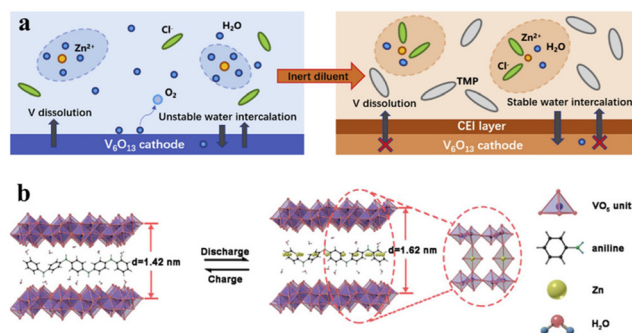 a
Zn²⁺
Cl⁻
H₂O
O₂
V dissolution
Unstable water intercalation
V₆O₁₃ cathode
Inert diluent
Zn²⁺
H₂O
Cl⁻
TMP
V dissolution
Stable water intercalation
CEI layer
V₆O₁₃ cathode
b
d=1.42 nm
Discharge
Charge
d=1.62 nm
VO₅ unit
aniline
Zn
H₂O